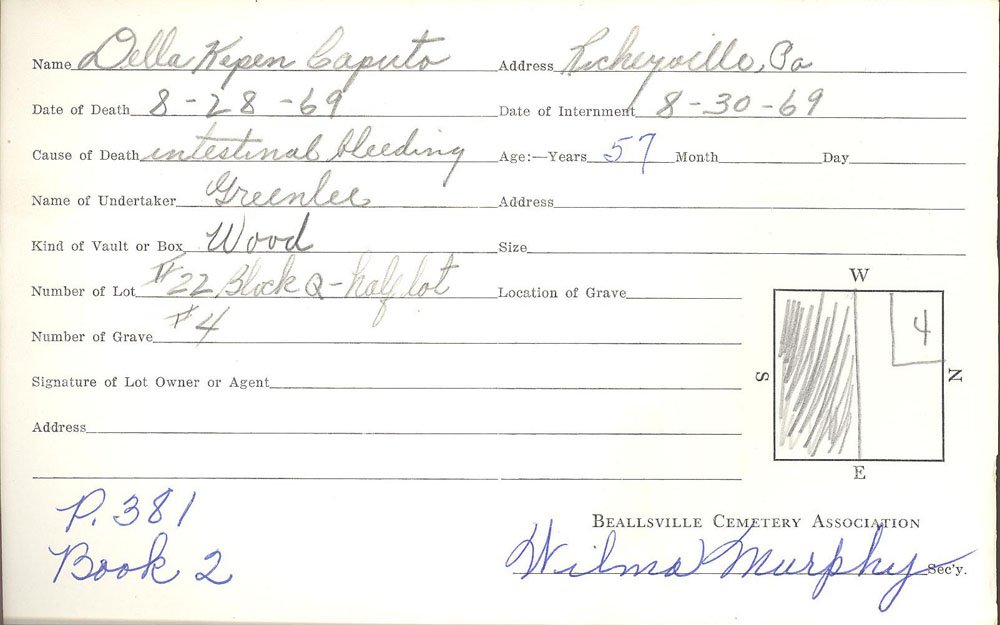 Name Della Kepen Caputo Address Richeyville, Pa
Date of Death 8-28-69 Date of Internment 8-30-69
Cause of Death intestinal bleeding Age:—Years 57 Month Day
Name of Undertaker Greenlee Address
Kind of Vault or Box Wood Size
Number of Lot #22 Block Q - half lot Location of Grave
Number of Grave #4
Signature of Lot Owner or Agent
Address
W
4
S N
E
P. 381
Book 2
Beallsville Cemetery Association
Wilma Murphy Sec'y.